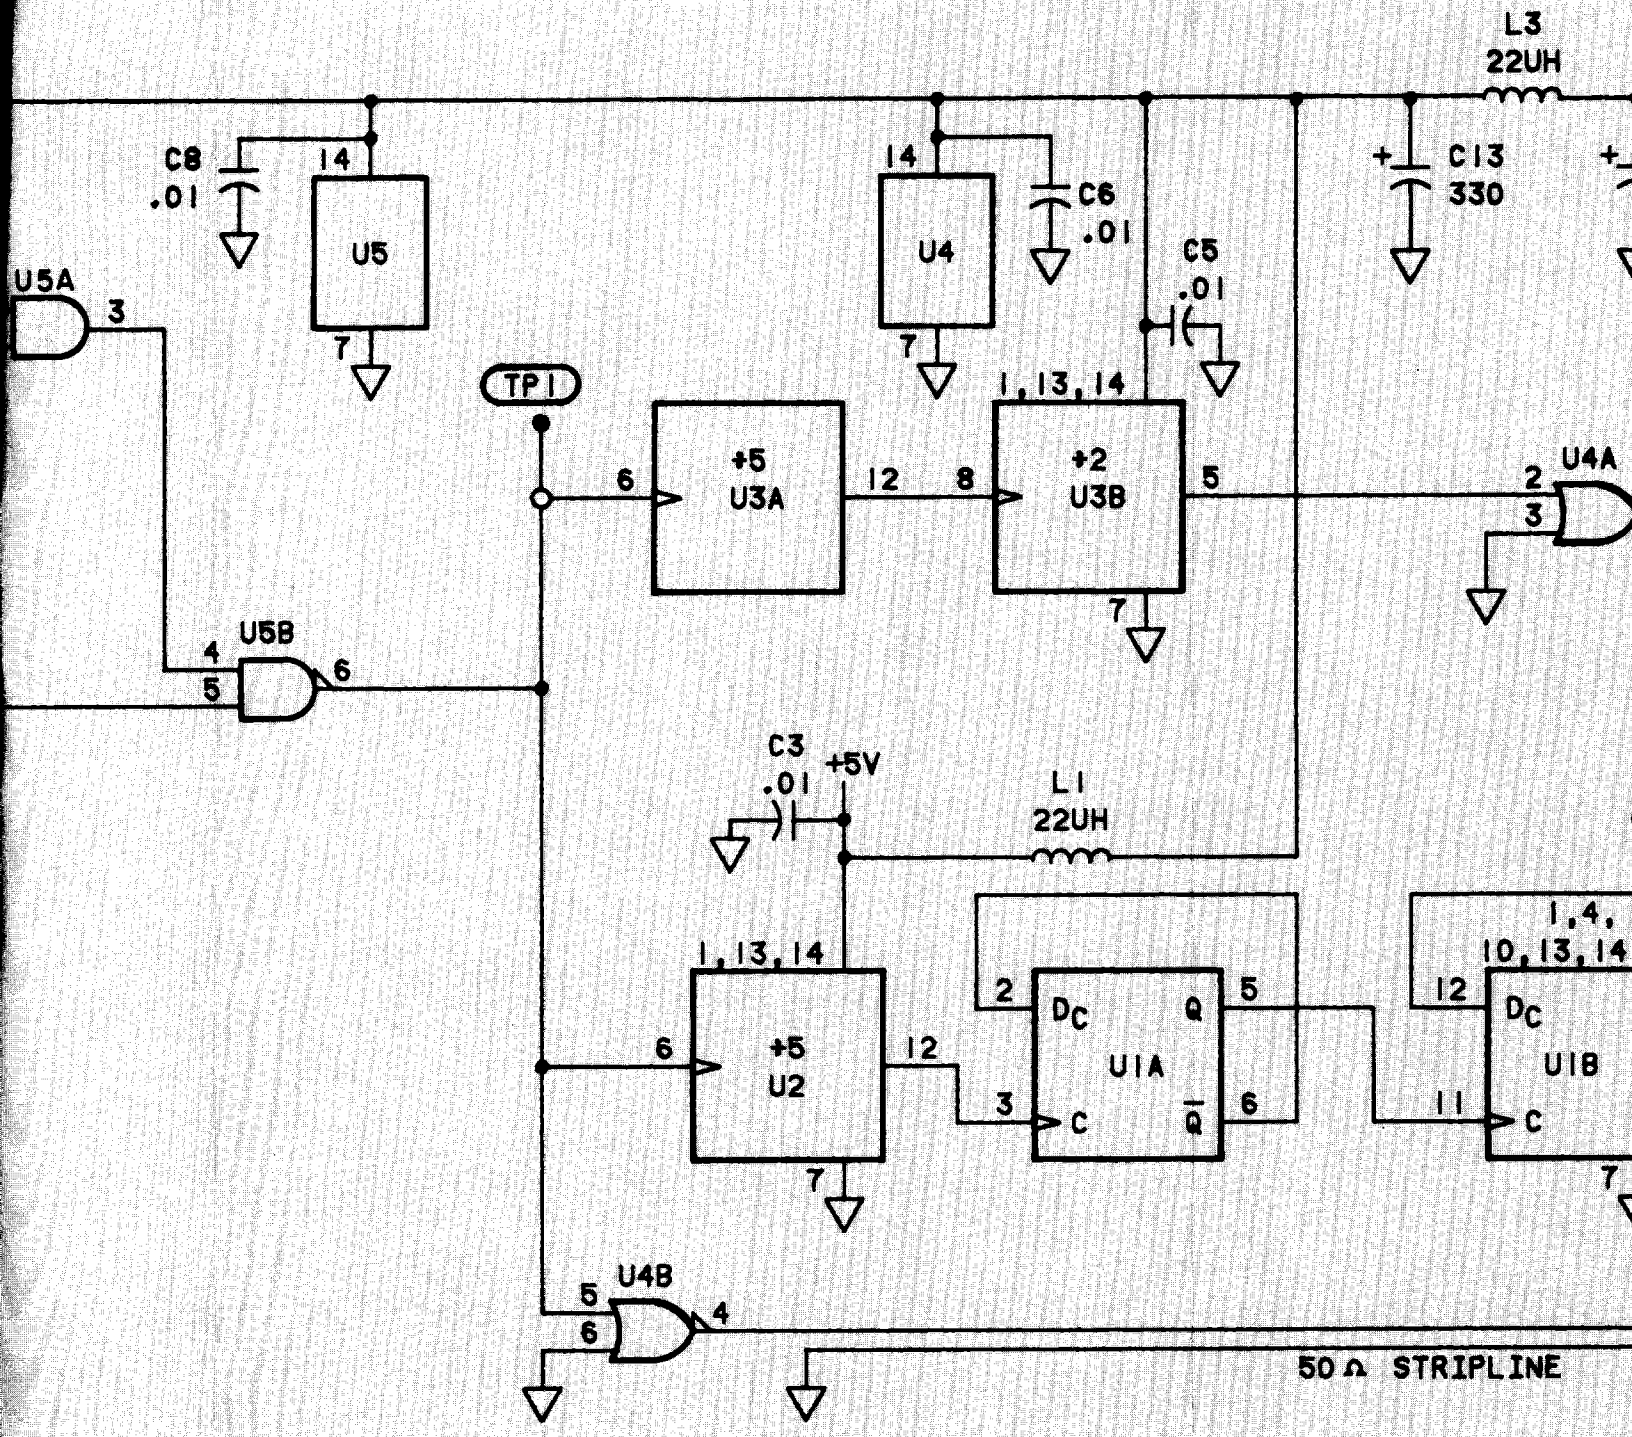 L3
22UH
C8
.01
14
U5
7
14
U4
7
C6
.01
C5
.01
+
C13
330
+
U5A
3
TP1
1,13,14
6
+5
U3A
12
8
+2
U3B
5
7
U4A
2
3
U5B
4
5
6
C3
.01
+5V
L1
22UH
1,13,14
6
+5
U2
12
7
2
DC
Q
5
U1A
3
C
Q̅
6
1,4,
10,13,14
12
DC
U1B
11
C
7
U4B
5
6
4
50 Ω STRIPLINE